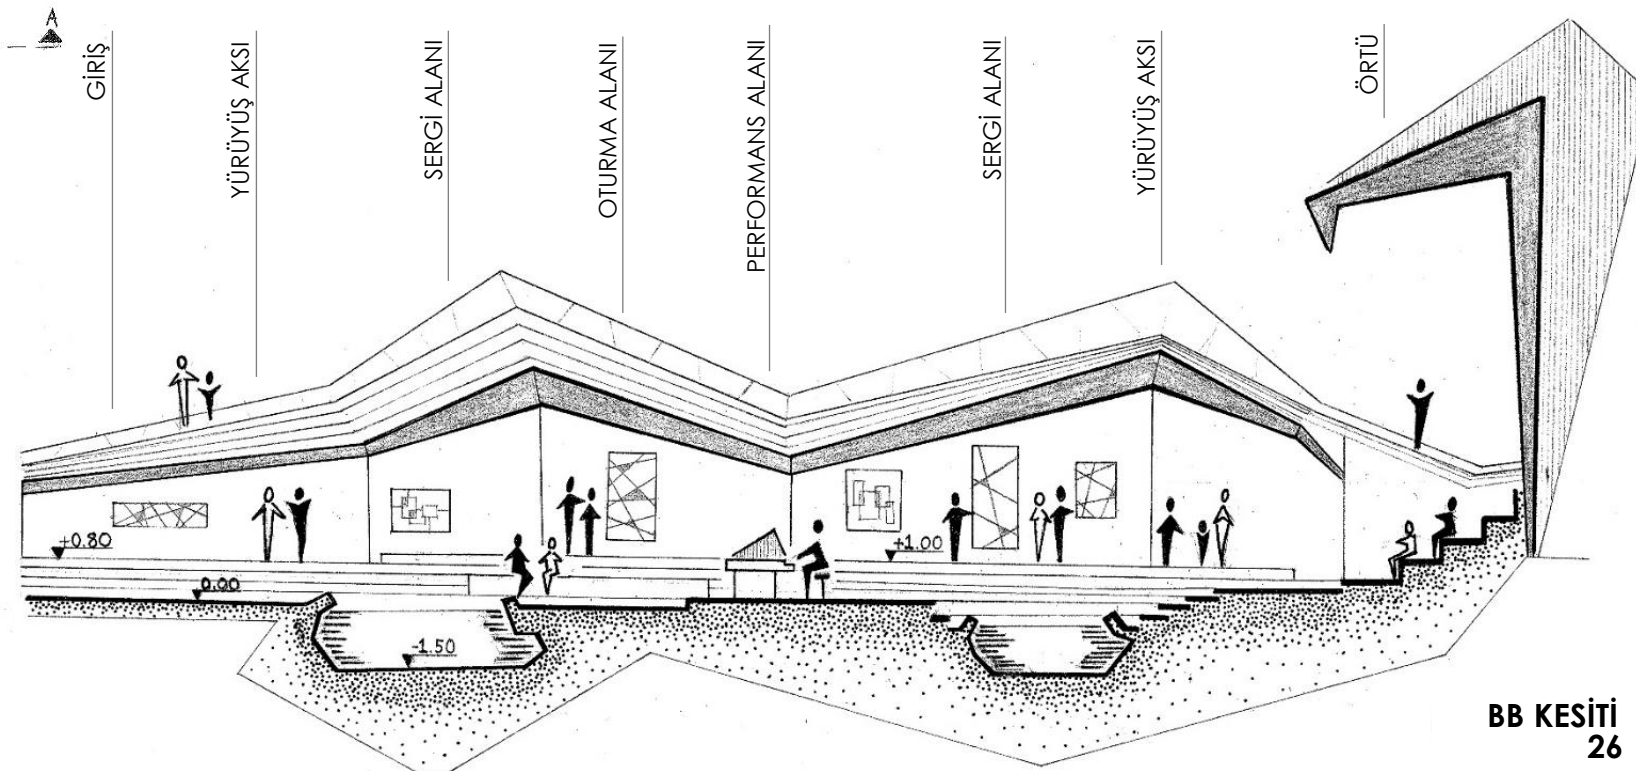 A
GİRİŞ
YÜRÜYÜŞ AKSI
SERGİ ALANI
OTURMA ALANI
PERFORMANS ALANI
SERGİ ALANI
YÜRÜYÜŞ AKSI
ÖRTÜ
+0.80
0.00
-1.50
+1.00
BB KESİTİ
26